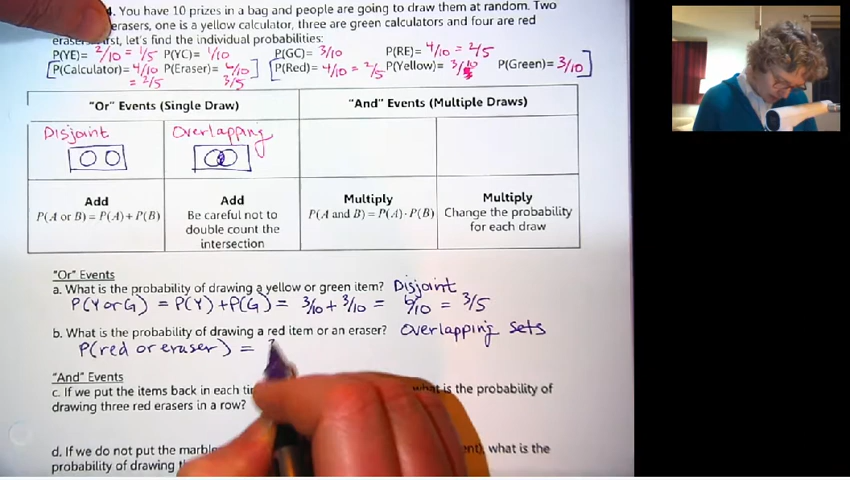 4. You have 10 prizes in a bag and people are going to draw them at random. Two
erasers, one is a yellow calculator, three are green calculators and four are red
erasers. First, let's find the individual probabilities:
P(YE)= 2/10 = 1/5 P(YC)= 1/10 P(GC)= 3/10 P(RE)= 4/10 = 2/5
[P(Calculator)= 4/10 = 2/5 P(Eraser)= 6/10 3/5] [P(Red)= 4/10 = 2/5 P(Yellow)= 3/10 P(Green)= 3/10]
"Or" Events (Single Draw) "And" Events (Multiple Draws)
Disjoint Overlapping
Add Add Multiply Multiply
P(A or B) = P(A) + P(B) Be careful not to double count the intersection P(A and B) = P(A) · P(B) Change the probability for each draw
"Or" Events
a. What is the probability of drawing a yellow or green item? Disjoint
P(Y or G) = P(Y) + P(G) = 3/10 + 3/10 = 6/10 = 3/5
b. What is the probability of drawing a red item or an eraser? Overlapping sets
P(red or eraser) =
"And" Events
c. If we put the items back in each what is the probability of
drawing three red erasers in a row?
d. If we do not put the what is the
probability of drawing